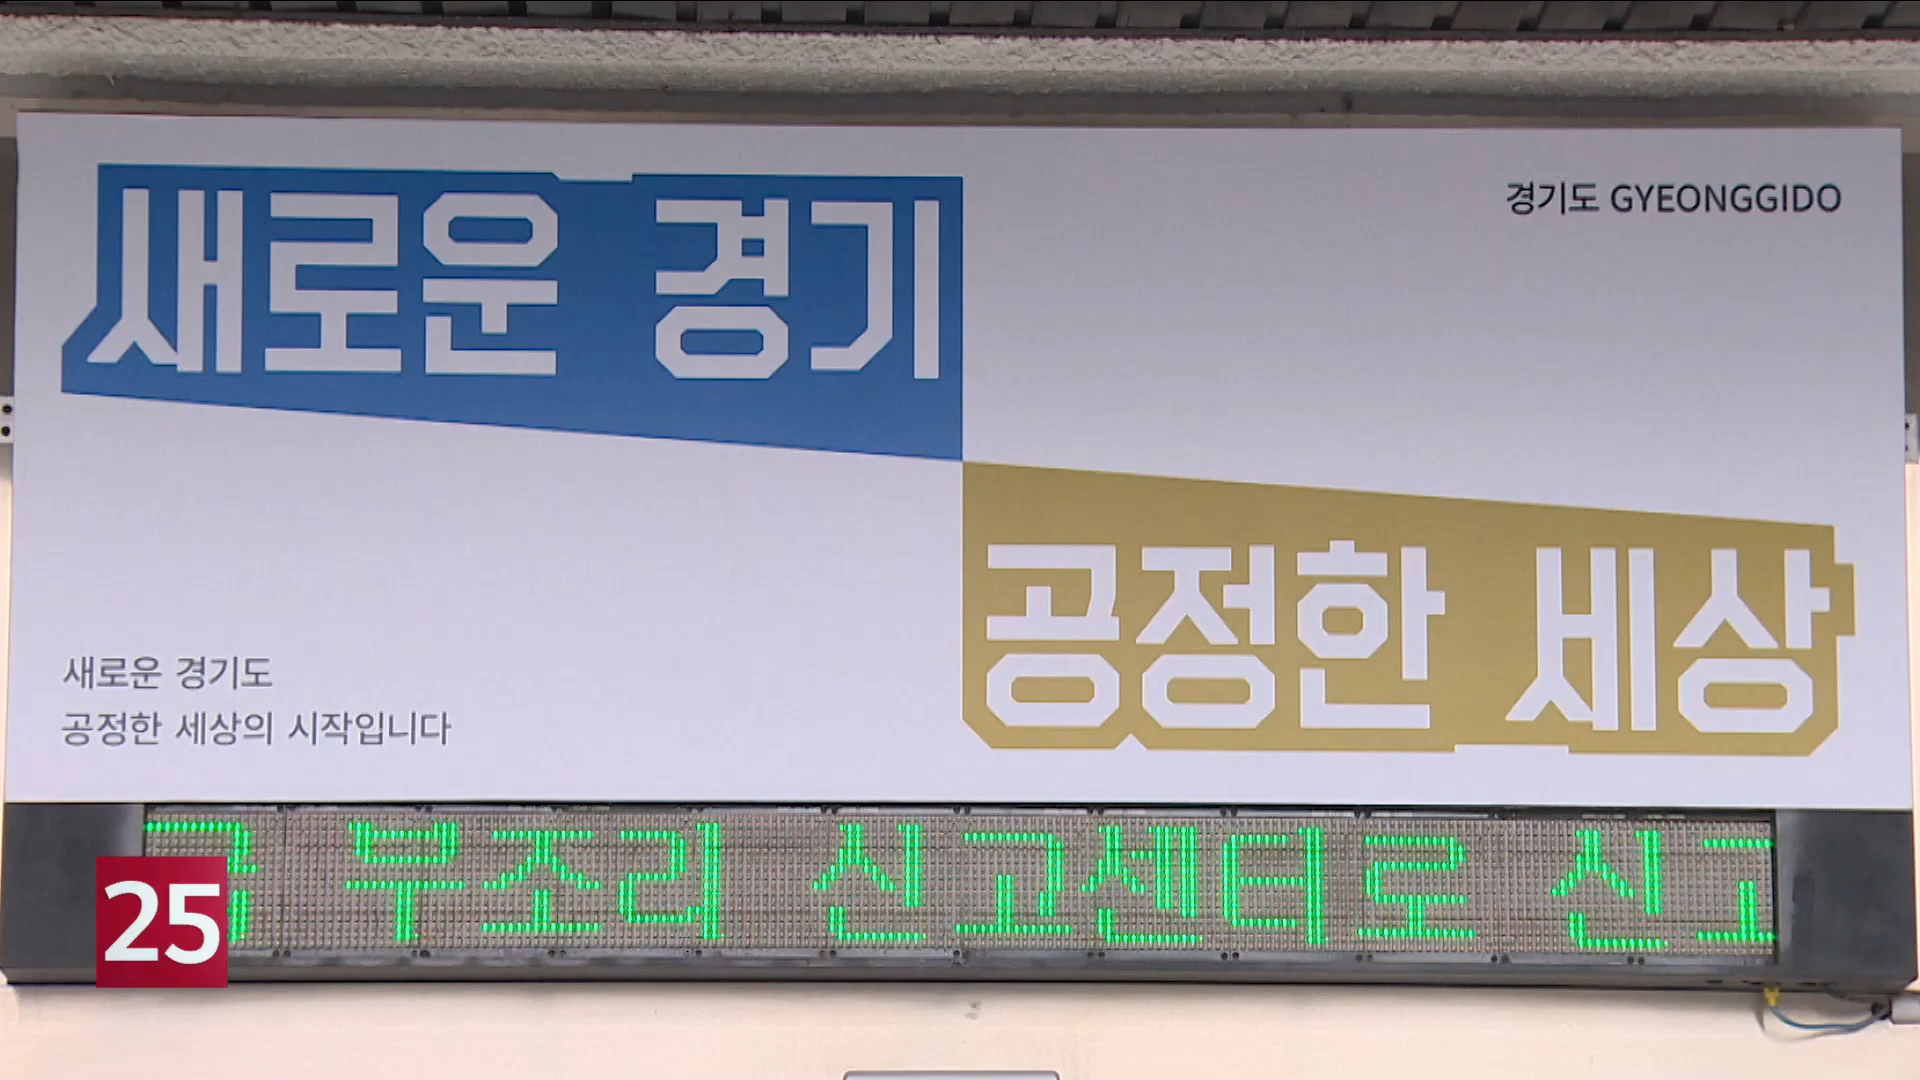 새로운 경기
경기도 GYEONGGIDO
공정한 세상
새로운 경기도
공정한 세상의 시작입니다
부조리 신고센터로 신고
25